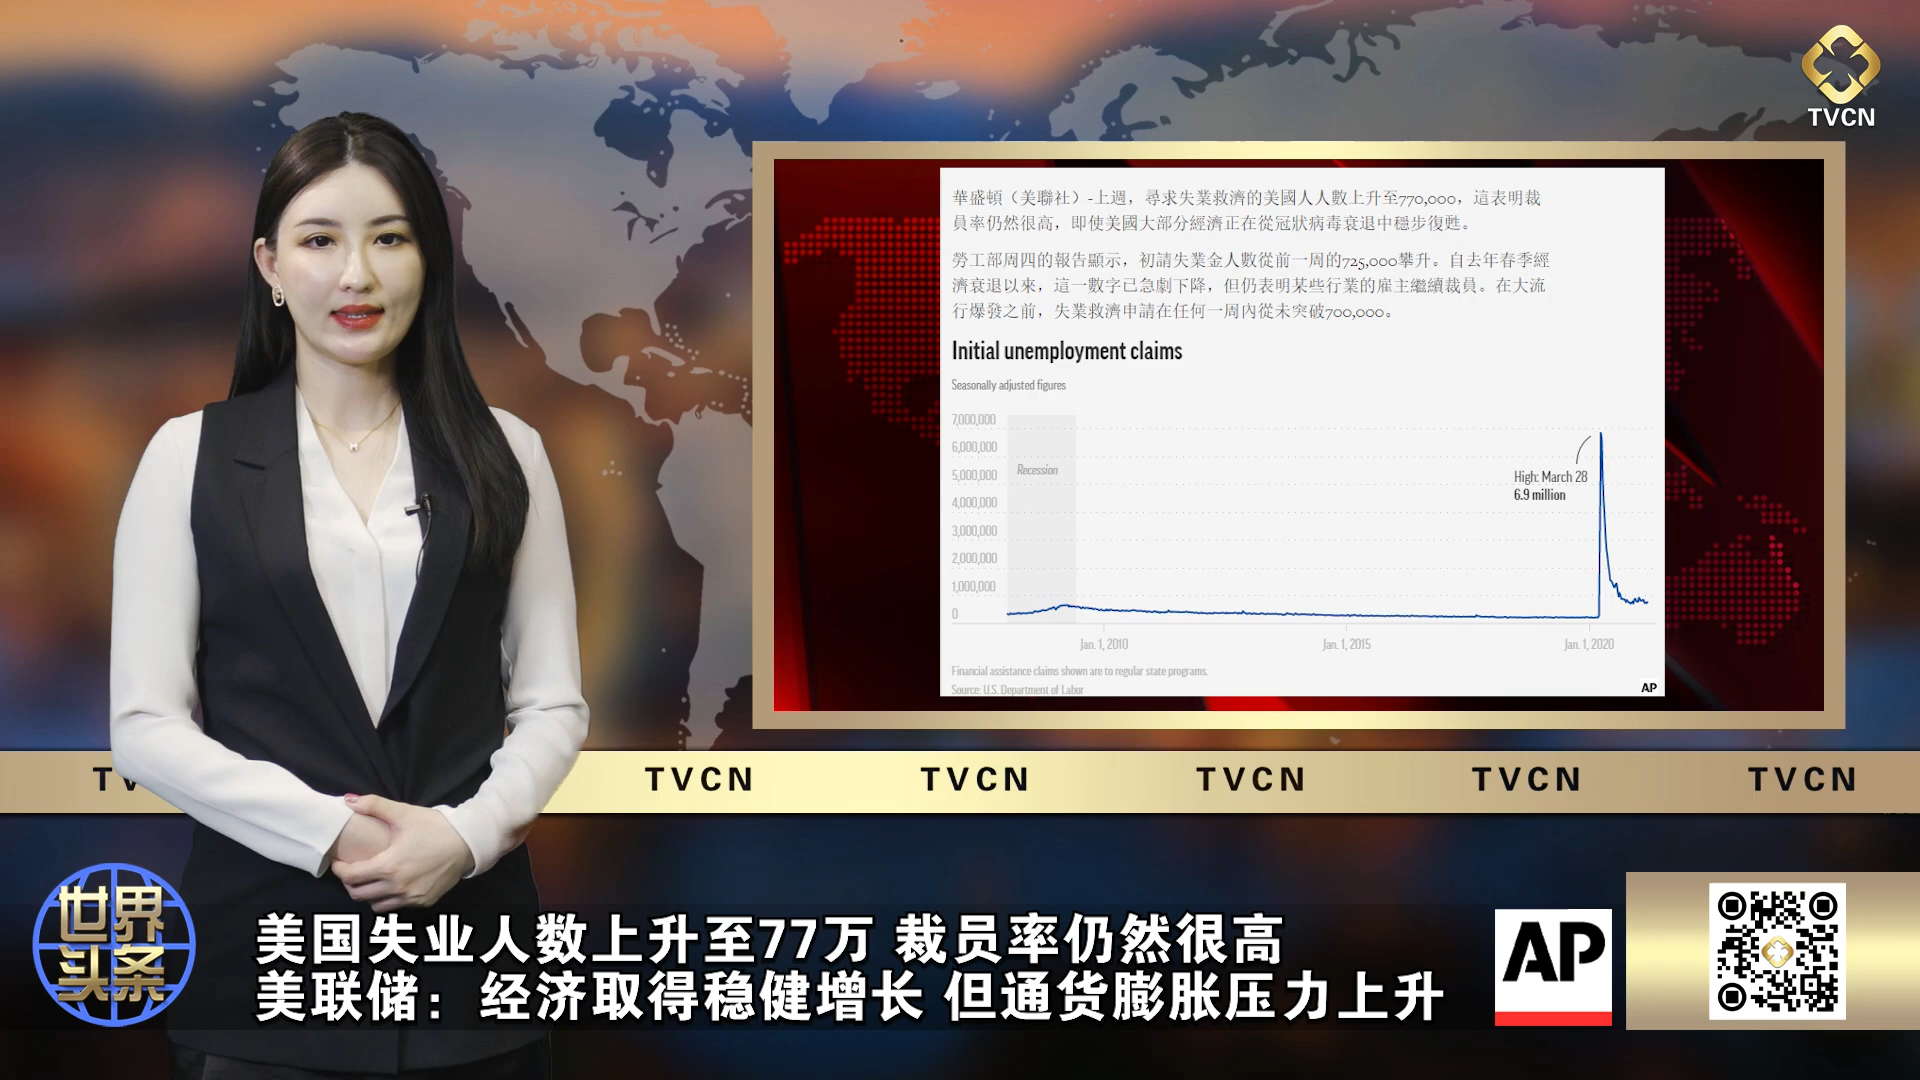 TVCN
華盛頓（美聯社）-上週，尋求失業救濟的美國人人數上升至770,000，這表明裁
員率仍然很高，即使美國大部分經濟正在從冠狀病毒衰退中穩步復甦。
勞工部周四的報告顯示，初請失業金人數從前一周的725,000攀升。自去年春季經
濟衰退以來，這一數字已急劇下降，但仍表明某些行業的雇主繼續裁員。在大流
行爆發之前，失業救濟申請在任何一周內從未突破700,000。
Initial unemployment claims
Seasonally adjusted figures
7,000,000
6,000,000
5,000,000
4,000,000
3,000,000
2,000,000
1,000,000
0
Recession
High: March 28
6.9 million
Jan. 1, 2010 Jan. 1, 2015 Jan. 1, 2020
Financial assistance claims shown are to regular state programs.
Source: U.S. Department of Labor
AP
TV TVCN TVCN TVCN TVCN TVCN
世界
头条
美国失业人数上升至77万 裁员率仍然很高
美联储：经济取得稳健增长 但通货膨胀压力上升
AP